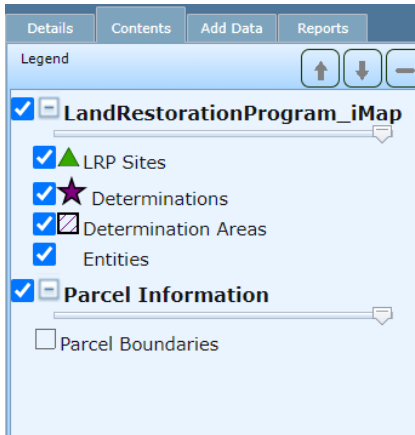 Details Contents Add Data Reports
Legend
LandRestorationProgram_iMap
LRP Sites
Determinations
Determination Areas
Entities
Parcel Information
Parcel Boundaries